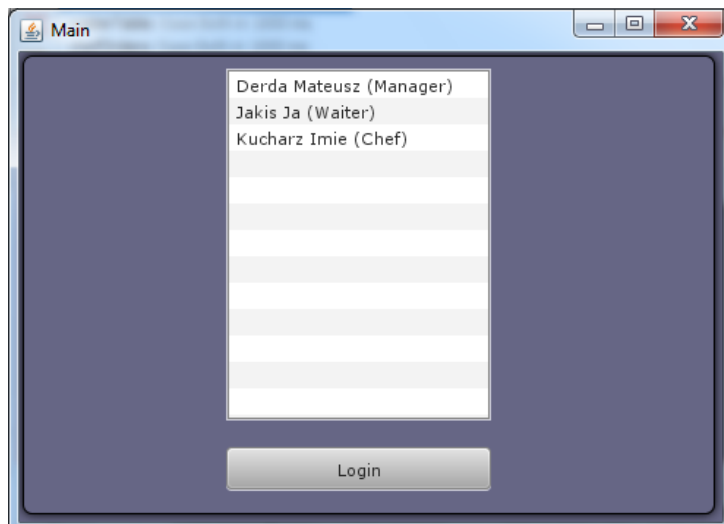 Main
Derda Mateusz (Manager)
Jakis Ja (Waiter)
Kucharz Imie (Chef)
Login